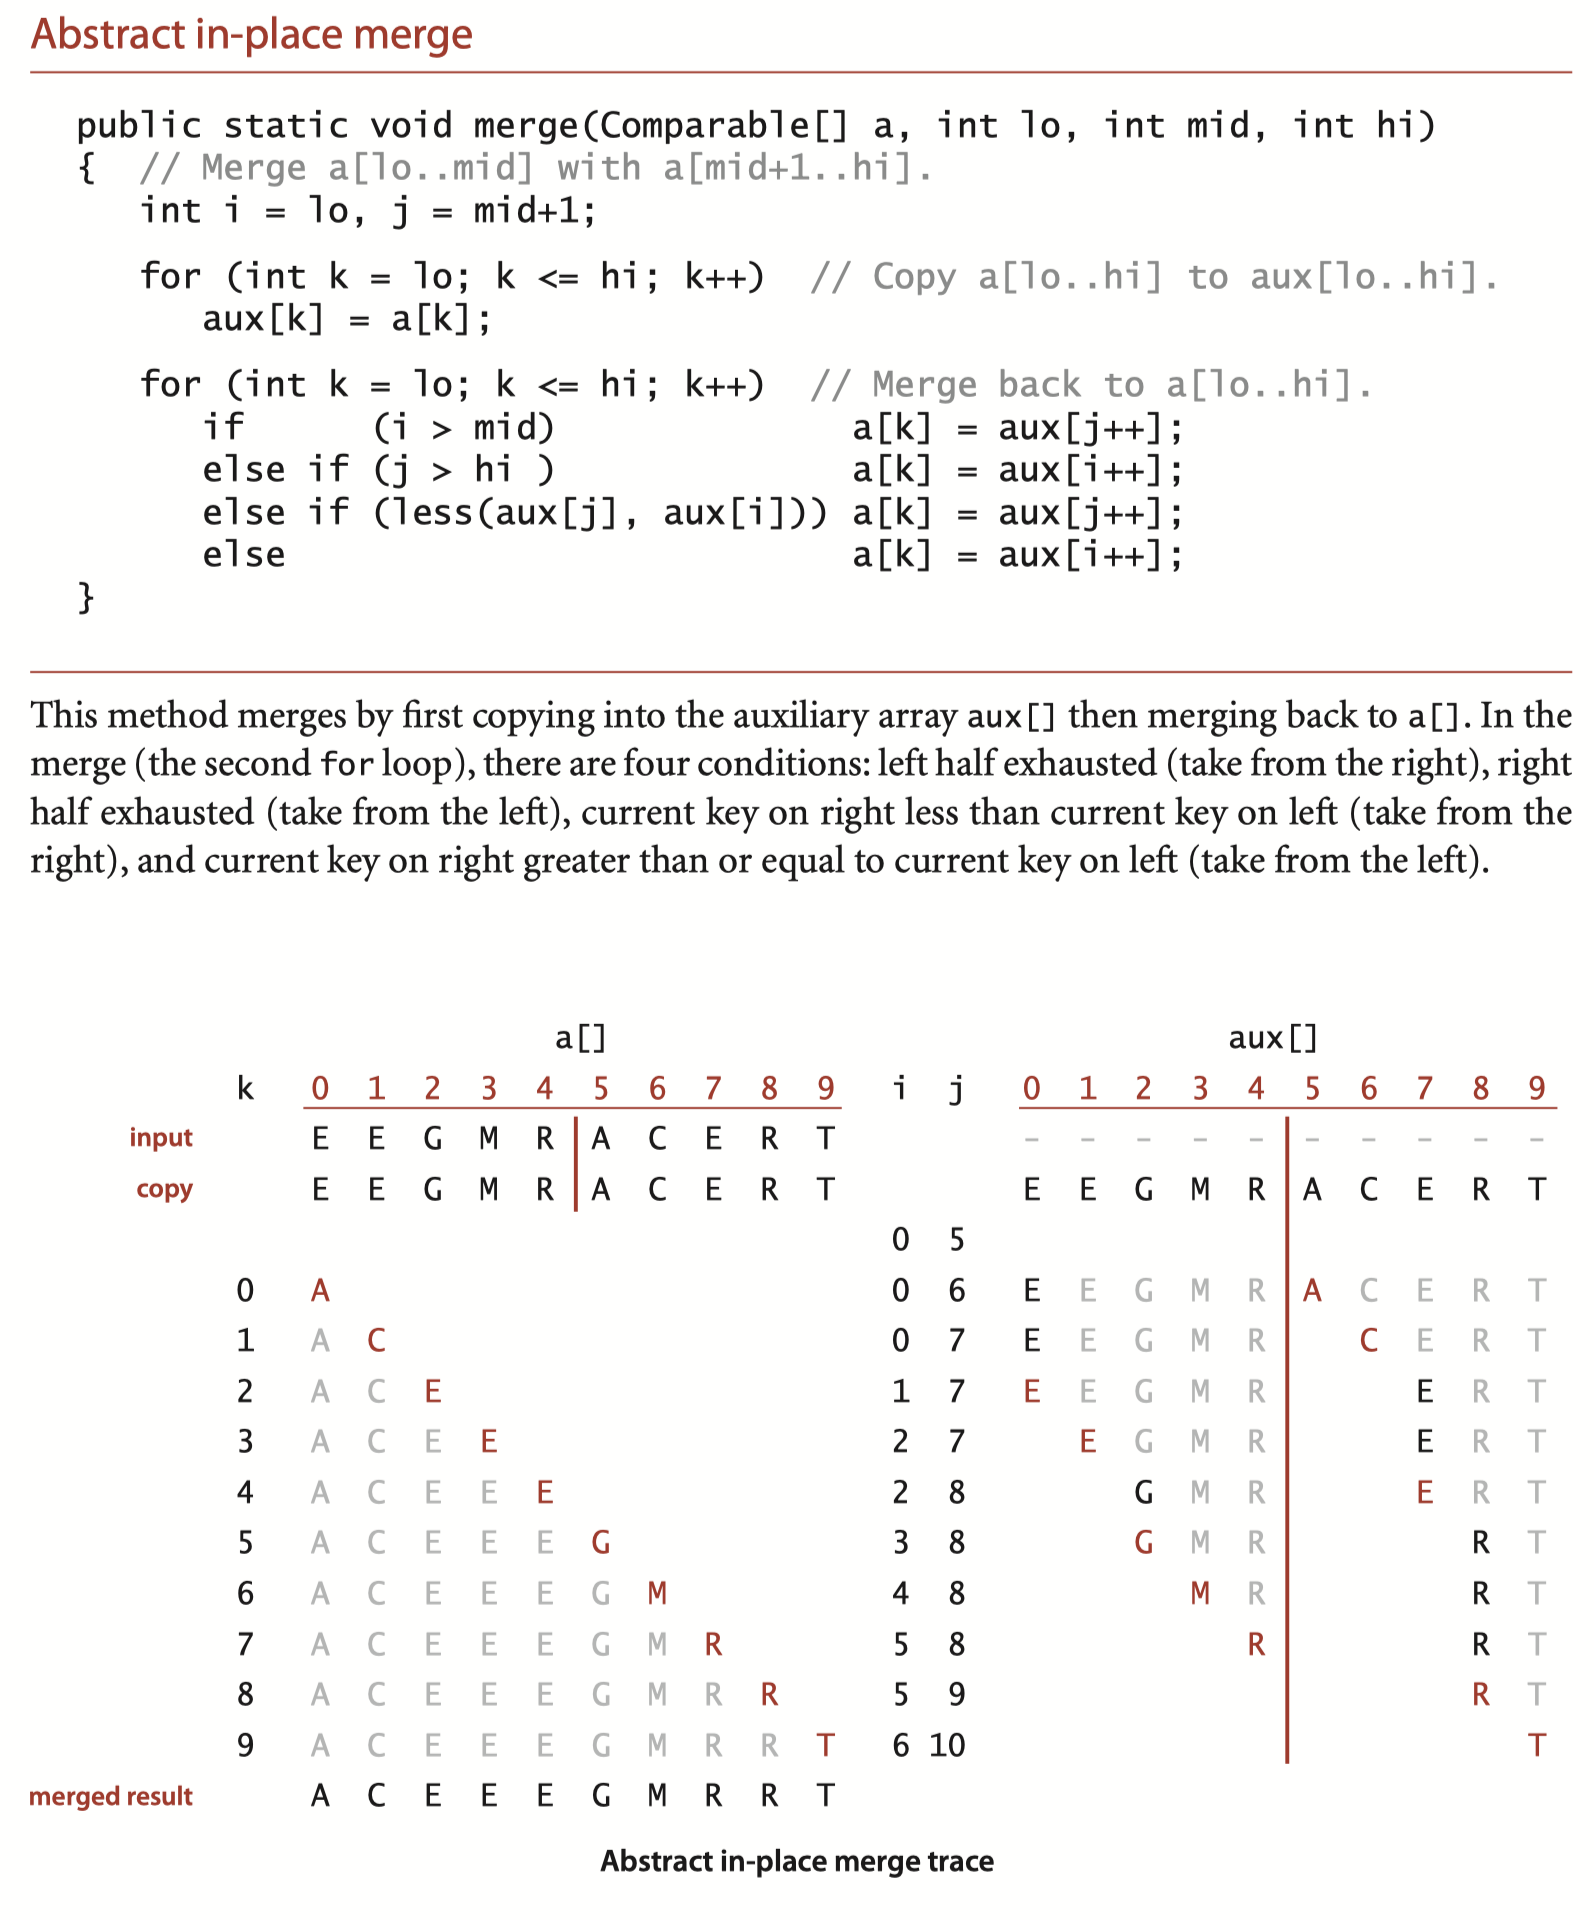 Abstract in-place merge
public static void merge(Comparable[] a, int lo, int mid, int hi)
{  // Merge a[lo..mid] with a[mid+1..hi].
   int i = lo, j = mid+1;
   for (int k = lo; k <= hi; k++)  // Copy a[lo..hi] to aux[lo..hi].
      aux[k] = a[k];
   for (int k = lo; k <= hi; k++)  // Merge back to a[lo..hi].
      if      (i > mid)              a[k] = aux[j++];
      else if (j > hi )              a[k] = aux[i++];
      else if (less(aux[j], aux[i])) a[k] = aux[j++];
      else                           a[k] = aux[i++];
}
This method merges by first copying into the auxiliary array aux[] then merging back to a[]. In the
merge (the second for loop), there are four conditions: left half exhausted (take from the right), right
half exhausted (take from the left), current key on right less than current key on left (take from the
right), and current key on right greater than or equal to current key on left (take from the left).
a[] aux[]
k 0 1 2 3 4 5 6 7 8 9 i j 0 1 2 3 4 5 6 7 8 9
input E E G M R A C E R T - - - - - - - - - -
copy E E G M R A C E R T E E G M R A C E R T
0 5
0 A 0 6 E E G M R A C E R T
1 A C 0 7 E E G M R C E R T
2 A C E 1 7 E E G M R E R T
3 A C E E 2 7 E G M R E R T
4 A C E E E 2 8 G M R E R T
5 A C E E E G 3 8 G M R R T
6 A C E E E G M 4 8 M R R T
7 A C E E E G M R 5 8 R R T
8 A C E E E G M R R 5 9 R T
9 A C E E E G M R R T 6 10 T
merged result A C E E E G M R R T
Abstract in-place merge trace